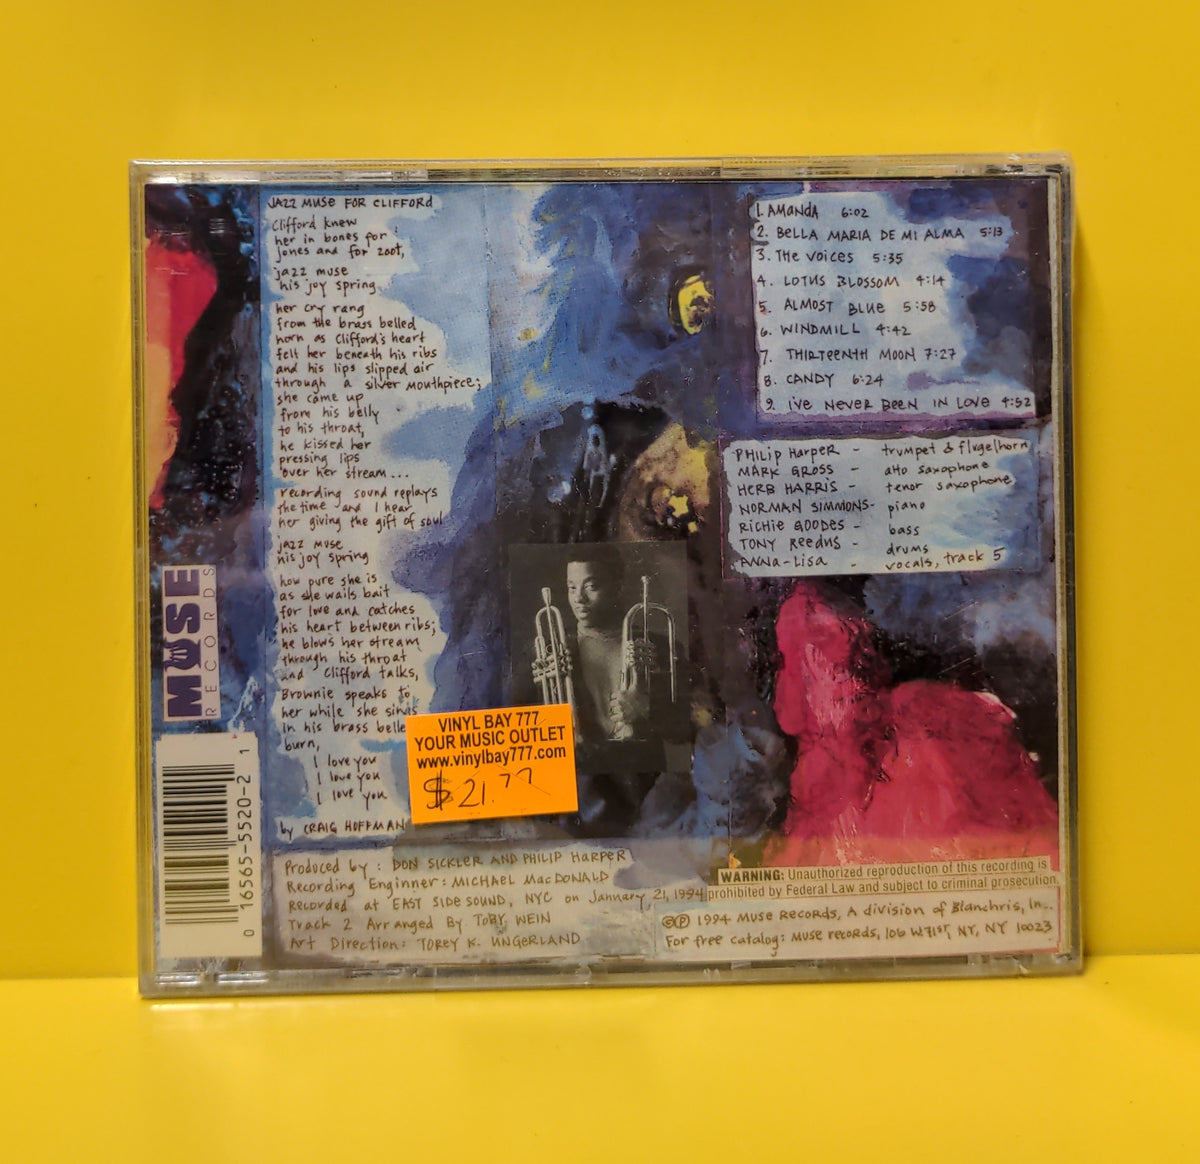 JAZZ MUSE FOR CLIFFORD
Clifford knew
her in bones for
Jones and for zoot,
jazz muse
his joy spring
her cry rang
from the brass belled
horn as Clifford's heart
felt her beneath his ribs
and his lips slipped air
through a silver mouthpiece;
she came up
from his belly
to his throat,
he kissed her
pressing lips
over her stream...
recording sound replays
the time and I hear
her giving the gift of soul
jazz muse
his joy spring
how pure she is
as she wails bait
for love and catches
his heart between ribs;
he blows her stream
through his throat
and Clifford talks,
Brownie speaks to
her while she sings
in his brass belle
burn,
I love you
I love you
I love you
by CRAIG HOFFMAN
1. AMANDA 6:02
2. BELLA MARIA DE MI ALMA 5:13
3. THE VOICES 5:35
4. LOTUS BLOSSOM 4:14
5. ALMOST BLUE 5:58
6. WINDMILL 4:42
7. THIRTEENTH MOON 7:27
8. CANDY 6:24
9. I'VE NEVER BEEN IN LOVE 4:52
PHILIP HARPER - trumpet & flugelhorn
MARK GROSS - alto saxophone
HERB HARRIS - tenor saxophone
NORMAN SIMMONS - piano
RICHIE GOODES - bass
TONY REEDUS - drums
ANNA-LISA - vocals, track 5
MUSE
RECORDS
0 16565-5520-2 1
VINYL BAY 777
YOUR MUSIC OUTLET
www.vinylbay777.com
$21.77
Produced by: DON SICKLER AND PHILIP HARPER
Recording Enginner: MICHAEL MacDONALD
Recorded at EAST SIDE SOUND, NYC on January 21, 1994
Track 2 Arranged By TOBY WEIN
Art Direction: TOREY K. UNGERLAND
WARNING: Unauthorized reproduction of this recording is
prohibited by Federal Law and subject to criminal prosecution.
©℗ 1994 MUSE RECORDS, A division of Blanchris, In..
For free catalog: MUSE records, 106 W. 71st, NY, NY 10023